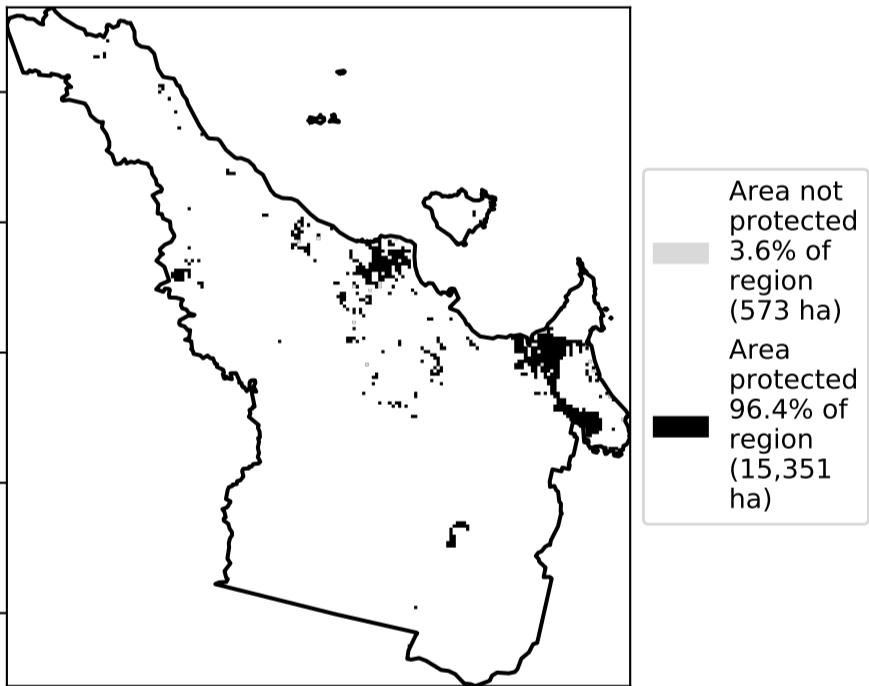 Area not
protected
3.6% of
region
(573 ha)
Area
protected
96.4% of
region
(15,351
ha)